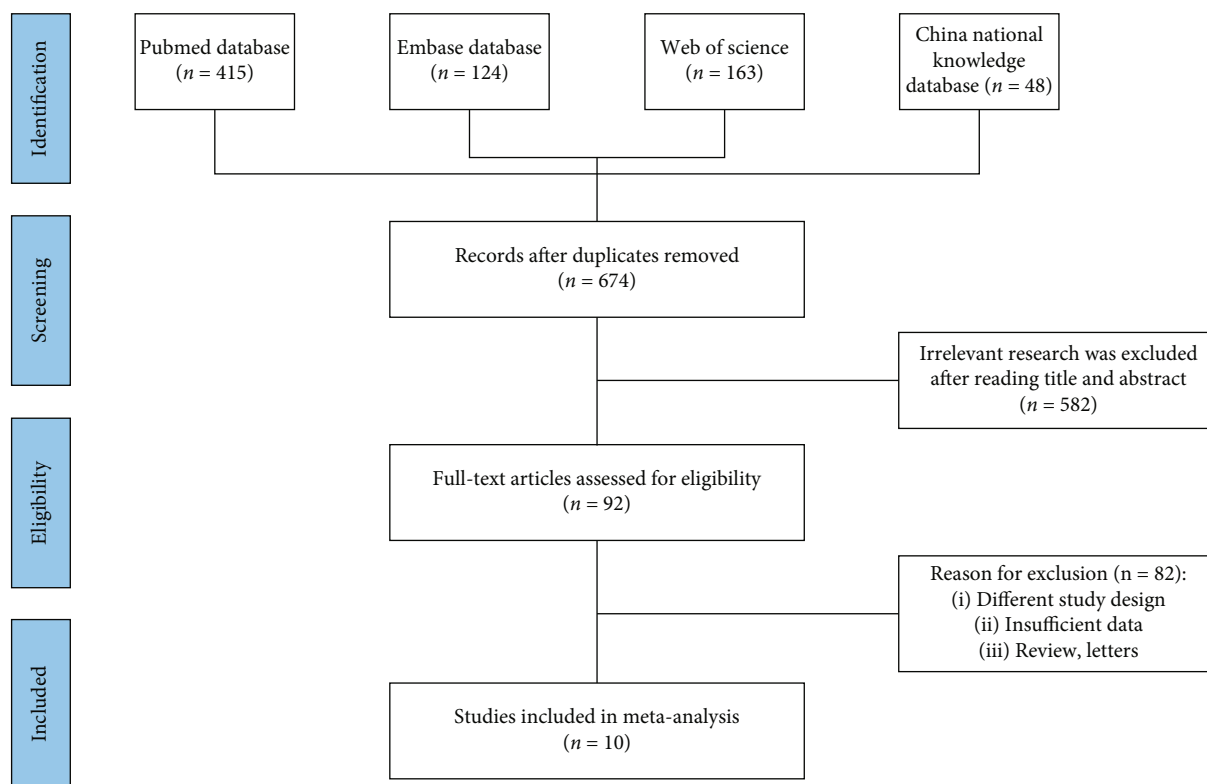 Identification
Pubmed database
(n = 415)
Embase database
(n = 124)
Web of science
(n = 163)
China national
knowledge
database (n = 48)
Screening
Records after duplicates removed
(n = 674)
Irrelevant research was excluded
after reading title and abstract
(n = 582)
Eligibility
Full-text articles assessed for eligibility
(n = 92)
Reason for exclusion (n = 82):
(i) Different study design
(ii) Insufficient data
(iii) Review, letters
Included
Studies included in meta-analysis
(n = 10)